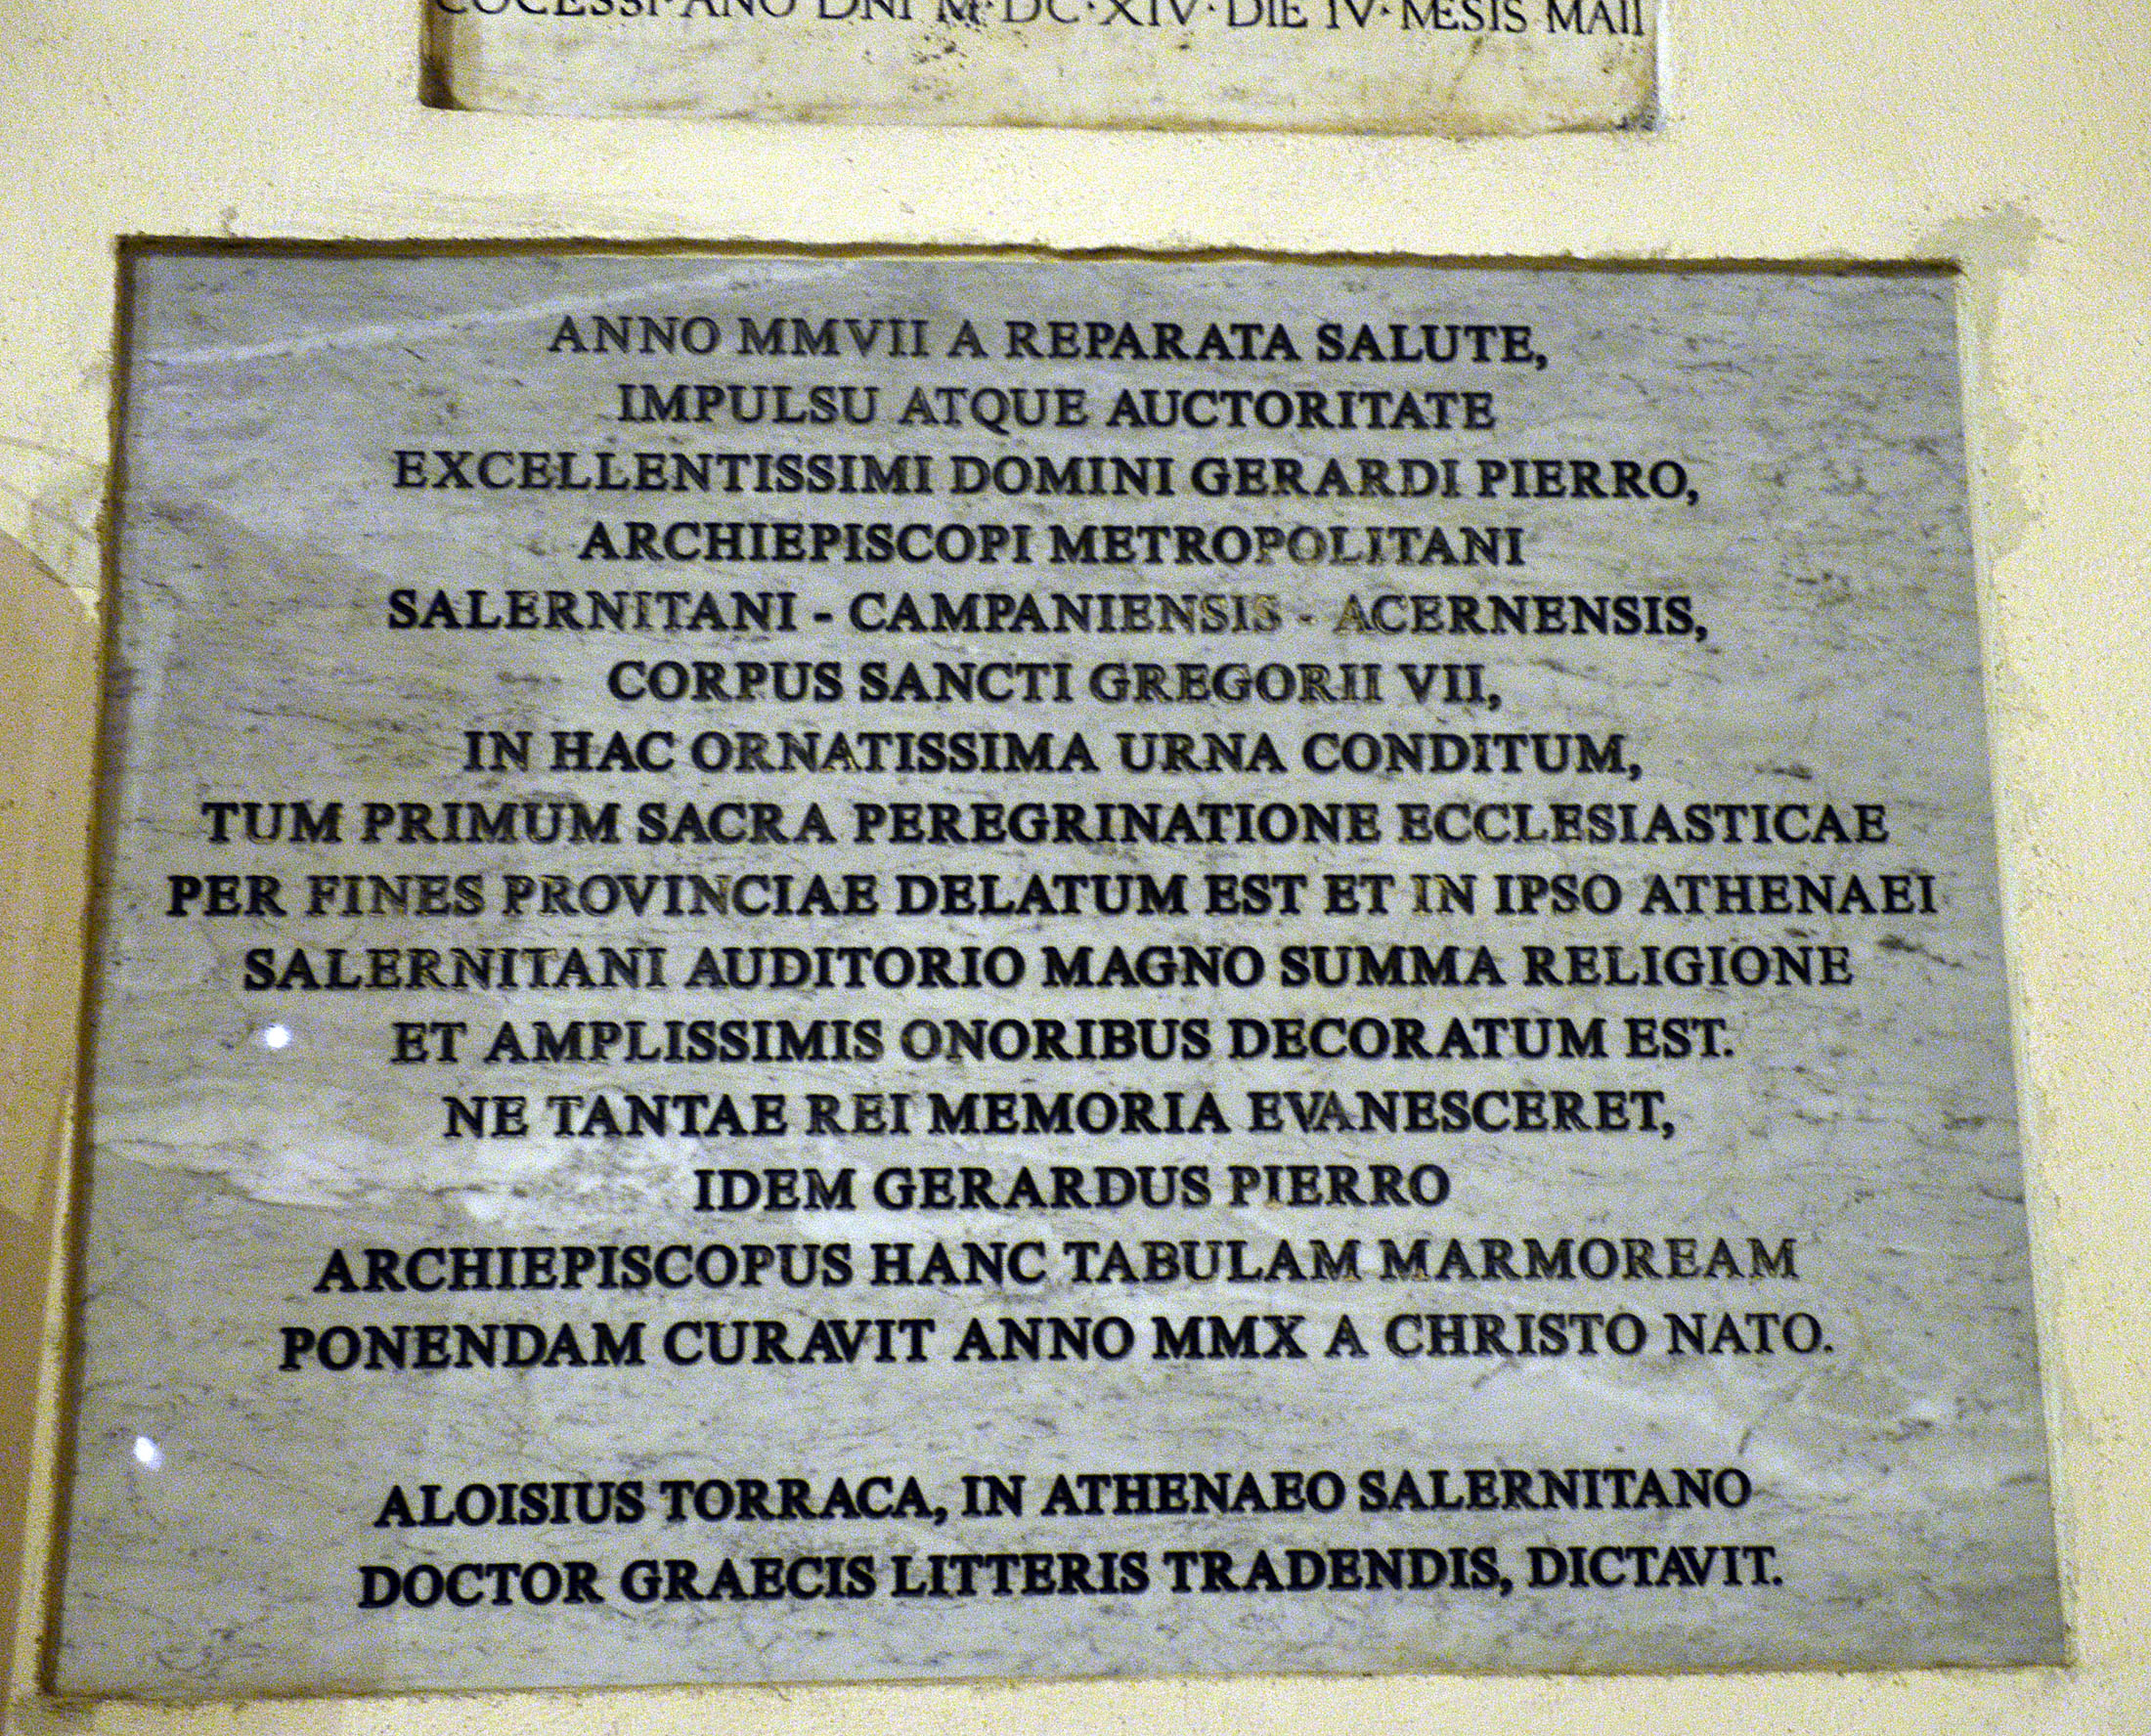 COCESSI·ANO DNI M·DC·XIV·DIE IV·MESIS MAII
ANNO MMVII A REPARATA SALUTE,
IMPULSU ATQUE AUCTORITATE
EXCELLENTISSIMI DOMINI GERARDI PIERRO,
ARCHIEPISCOPI METROPOLITANI
SALERNITANI - CAMPANIENSIS - ACERNENSIS,
CORPUS SANCTI GREGORII VII,
IN HAC ORNATISSIMA URNA CONDITUM,
TUM PRIMUM SACRA PEREGRINATIONE ECCLESIASTICAE
PER FINES PROVINCIAE DELATUM EST ET IN IPSO ATHENAEI
SALERNITANI AUDITORIO MAGNO SUMMA RELIGIONE
ET AMPLISSIMIS ONORIBUS DECORATUM EST.
NE TANTAE REI MEMORIA EVANESCERET,
IDEM GERARDUS PIERRO
ARCHIEPISCOPUS HANC TABULAM MARMOREAM
PONENDAM CURAVIT ANNO MMX A CHRISTO NATO.
ALOISIUS TORRACA, IN ATHENAEO SALERNITANO
DOCTOR GRAECIS LITTERIS TRADENDIS, DICTAVIT.